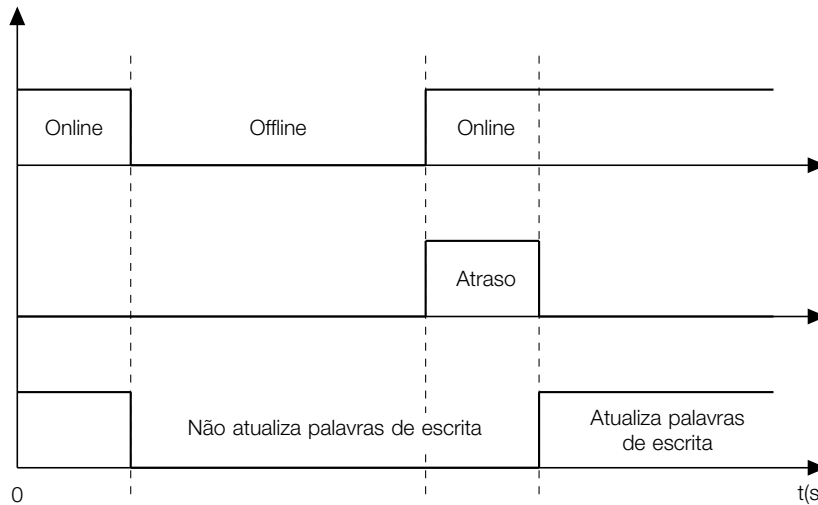 Online
Offline
Online
Atraso
Não atualiza palavras de escrita
Atualiza palavras
de escrita
0
t(s